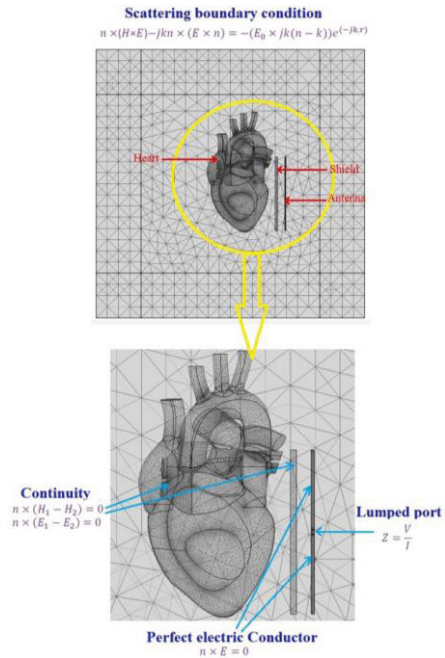 Scattering boundary condition
n ×(H×E)−jkn × (E × n) = −(E₀ × jk(n − k))e^(−jk.r)
Heart
Shield
Antenna
Continuity
n × (H₁ − H₂) = 0
n × (E₁ − E₂) = 0
Lumped port
Z = V/I
Perfect electric Conductor
n × E = 0